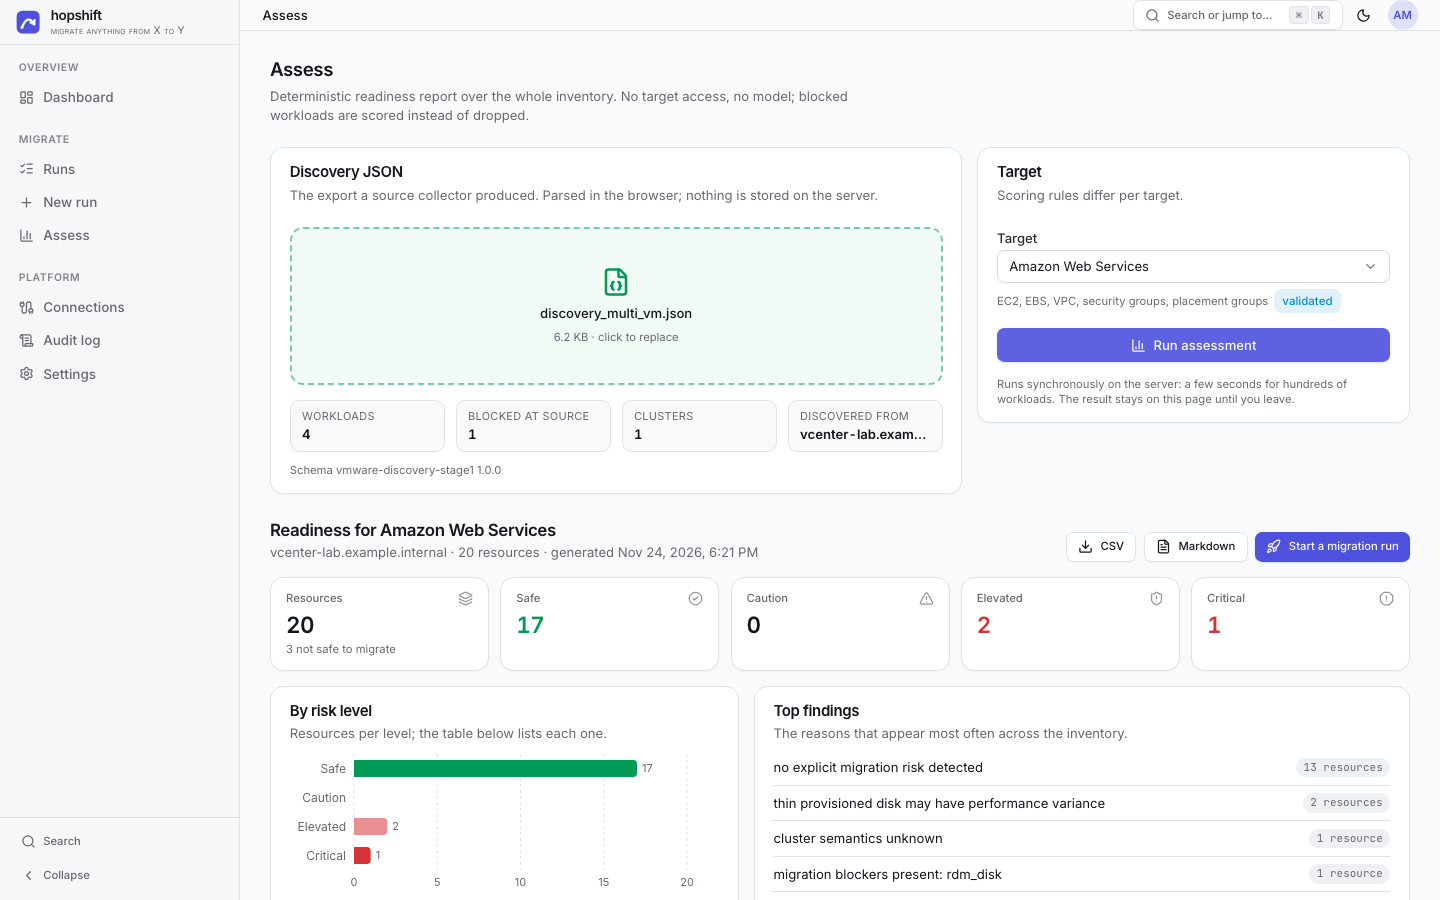 hopshift
MIGRATE ANYTHING FROM X TO Y
Assess
Search or jump to...
⌘ K
AM
OVERVIEW
Dashboard
MIGRATE
Runs
New run
Assess
PLATFORM
Connections
Audit log
Settings
Search
Collapse
Assess
Deterministic readiness report over the whole inventory. No target access, no model; blocked
workloads are scored instead of dropped.
Discovery JSON
The export a source collector produced. Parsed in the browser; nothing is stored on the server.
discovery_multi_vm.json
6.2 KB · click to replace
WORKLOADS
4
BLOCKED AT SOURCE
1
CLUSTERS
1
DISCOVERED FROM
vcenter-lab.exam...
Schema vmware-discovery-stage1 1.0.0
Target
Scoring rules differ per target.
Target
Amazon Web Services
EC2, EBS, VPC, security groups, placement groups validated
Run assessment
Runs synchronously on the server: a few seconds for hundreds of
workloads. The result stays on this page until you leave.
Readiness for Amazon Web Services
vcenter-lab.example.internal · 20 resources · generated Nov 24, 2026, 6:21 PM
CSV
Markdown
Start a migration run
Resources
20
3 not safe to migrate
Safe
17
Caution
0
Elevated
2
Critical
1
By risk level
Resources per level; the table below lists each one.
Safe 17
Caution
Elevated 2
Critical 1
0 5 10 15 20
Top findings
The reasons that appear most often across the inventory.
no explicit migration risk detected 13 resources
thin provisioned disk may have performance variance 2 resources
cluster semantics unknown 1 resource
migration blockers present: rdm_disk 1 resource